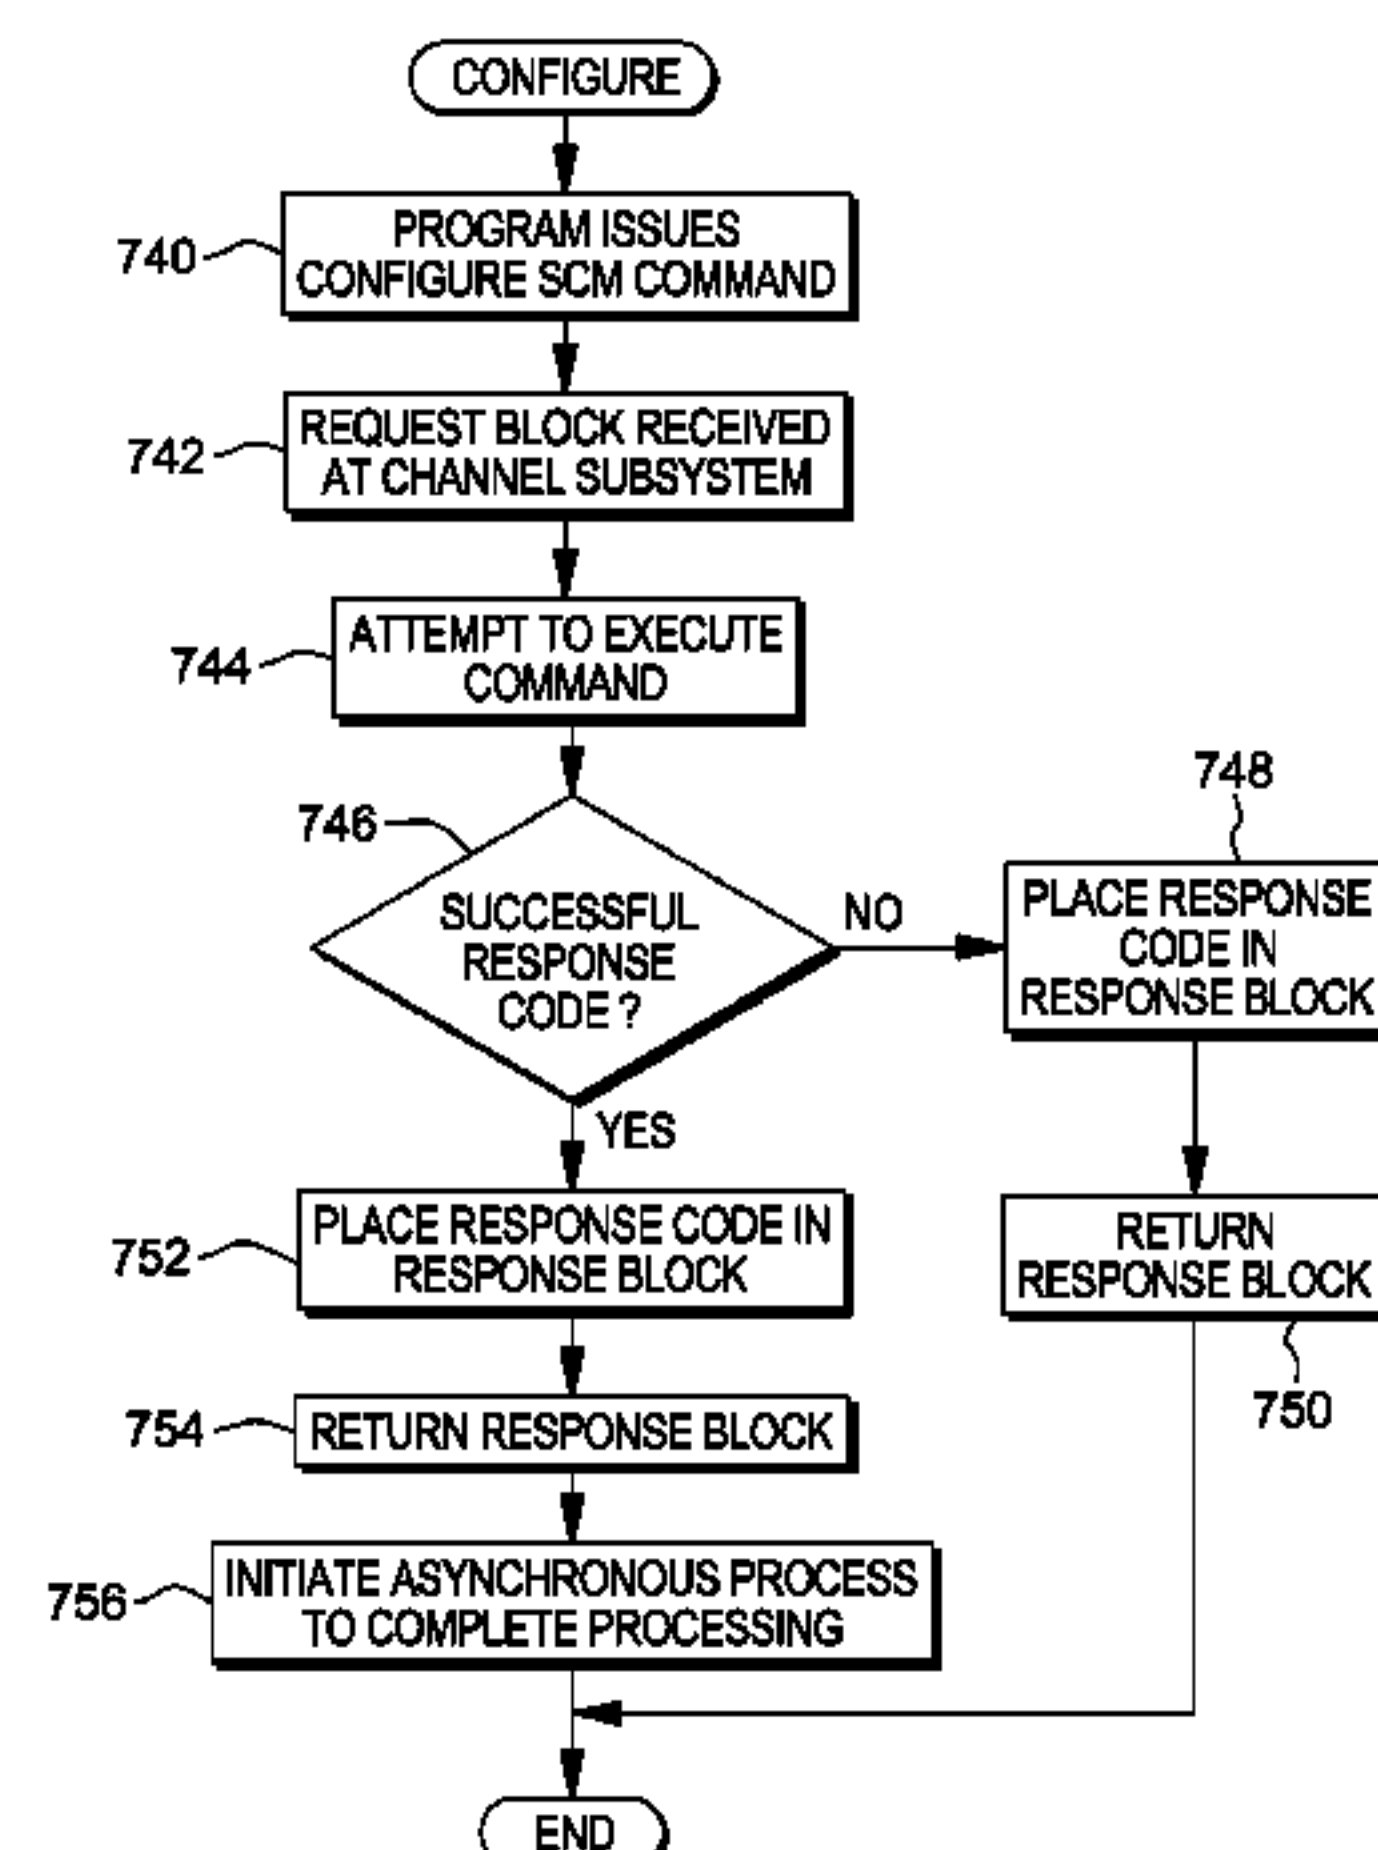 CONFIGURE
740
PROGRAM ISSUES
CONFIGURE SCM COMMAND
742
REQUEST BLOCK RECEIVED
AT CHANNEL SUBSYSTEM
744
ATTEMPT TO EXECUTE
COMMAND
746
SUCCESSFUL
RESPONSE
CODE ?
NO
748
PLACE RESPONSE
CODE IN
RESPONSE BLOCK
YES
752
PLACE RESPONSE CODE IN
RESPONSE BLOCK
RETURN
RESPONSE BLOCK
750
754
RETURN RESPONSE BLOCK
756
INITIATE ASYNCHRONOUS PROCESS
TO COMPLETE PROCESSING
END